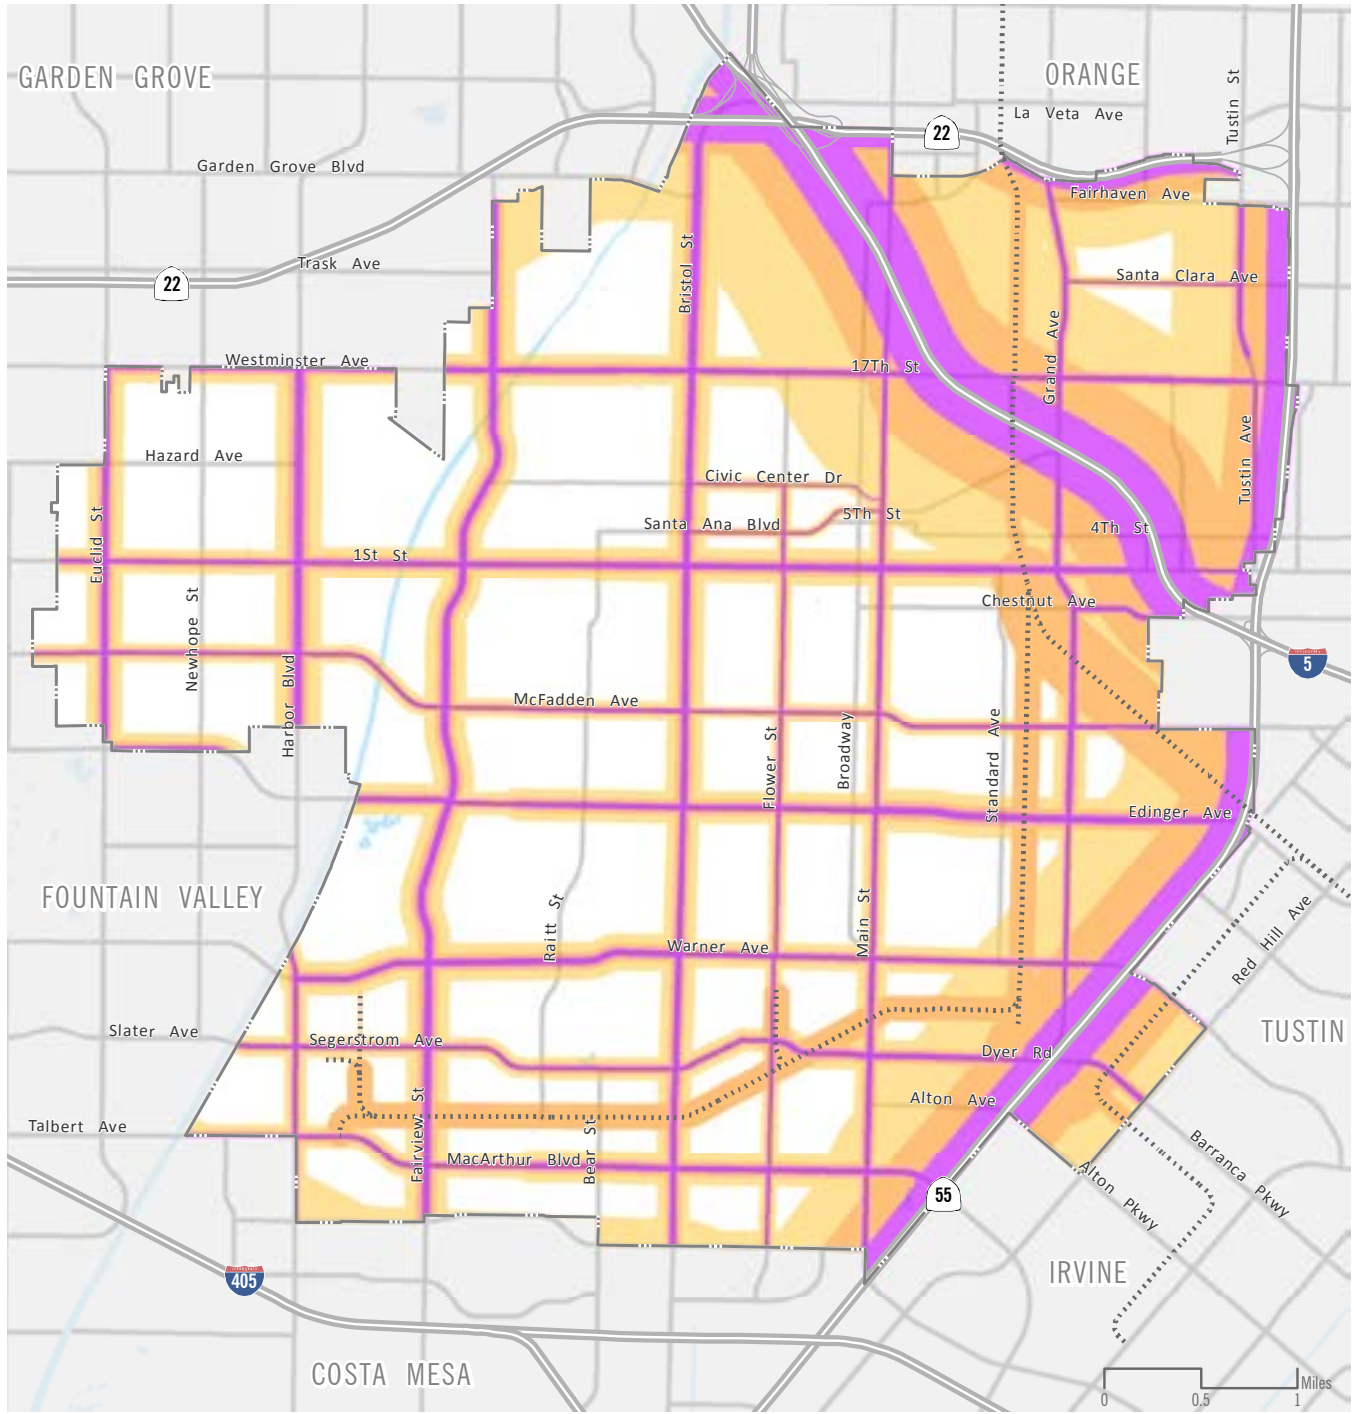 GARDEN GROVE
ORANGE
Tustin St
La Veta Ave
22
Garden Grove Blvd
Fairhaven Ave
Trask Ave
22
Bristol St
Santa Clara Ave
Grand Ave
Westminster Ave
17Th St
Hazard Ave
Tustin Ave
Civic Center Dr
Santa Ana Blvd
5Th St
4Th St
Euclid St
1St St
Newhope St
Chestnut Ave
5
Harbor Blvd
McFadden Ave
Flower St
Broadway
Standard Ave
Edinger Ave
FOUNTAIN VALLEY
Raitt St
Main St
Warner Ave
Red Hill Ave
Slater Ave
Segerstrom Ave
Dyer Rd
TUSTIN
Alton Ave
Talbert Ave
Fairview St
Bear St
MacArthur Blvd
Barranca Pkwy
Alton Pkwy
55
IRVINE
405
COSTA MESA
Miles
0 0.5 1